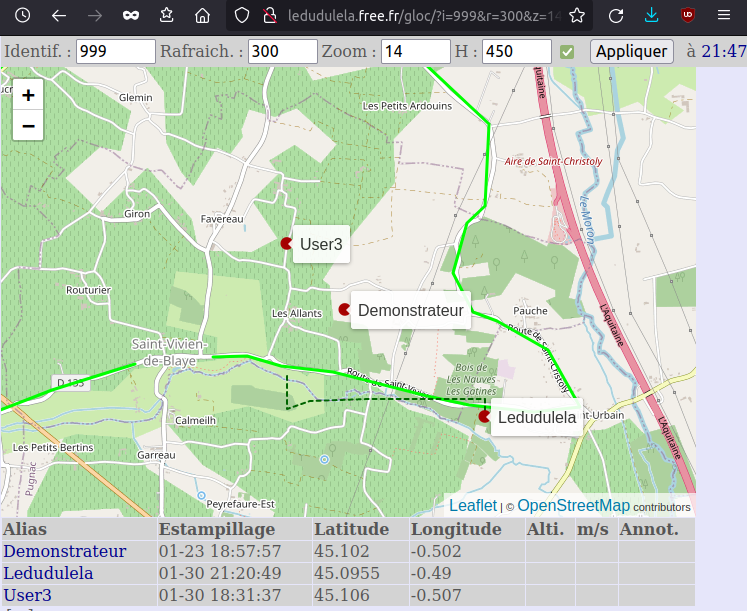 ledudulela.free.fr/gloc/?i=999&r=300&z=14
Identif. : 999 Rafraich. : 300 Zoom : 14 H : 450 Appliquer à 21:47
+
−
Glemin
Les Petits Ardouins
Aire de Saint-Christoly
L'Aquitaine
Le Moron
Giron
Favereau
User3
Routurier
Les Allants
Demonstrateur
Pauche
L'Aquitaine
Route de Saint-Christoly
Saint-Vivien-
de-Blaye
D 135
Route de Saint-Vivien
Bois de
Les Nauves
Les Gatines
Ledudulela
nt-Urbain
Calmeilh
L'Aquitaine
Les Petits Bertins
Garreau
Pugnac
Peyrefaure-Est
Leaflet | © OpenStreetMap contributors
Alias Estampillage Latitude Longitude Alti. m/s Annot.
Demonstrateur 01-23 18:57:57 45.102 -0.502
Ledudulela 01-30 21:20:49 45.0955 -0.49
User3 01-30 18:31:37 45.106 -0.507